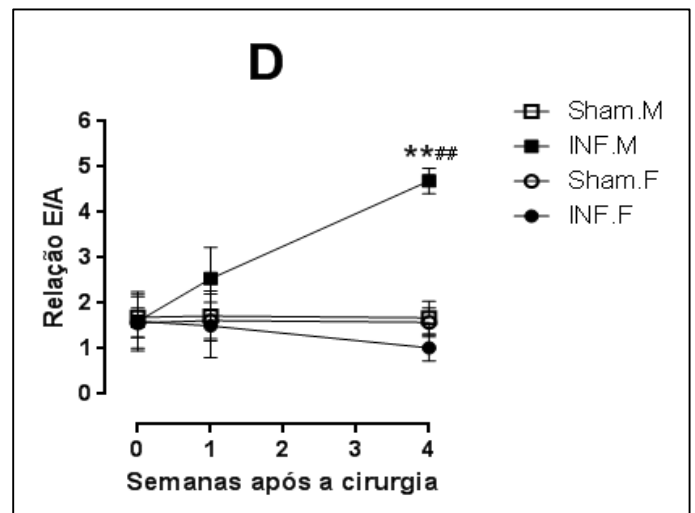 D
6
5
4
3
2
1
0
Relação E/A
**##
0 1 2 3 4
Semanas após a cirurgia
Sham.M
INF.M
Sham.F
INF.F